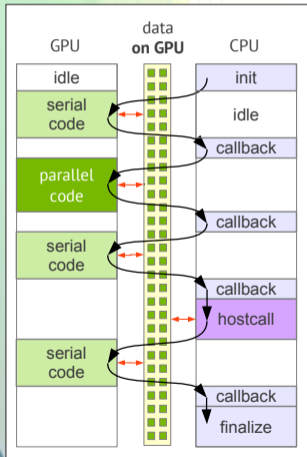 data
on GPU
GPU
CPU
idle
init
serial
code
idle
callback
parallel
code
callback
serial
code
callback
hostcall
serial
code
callback
finalize